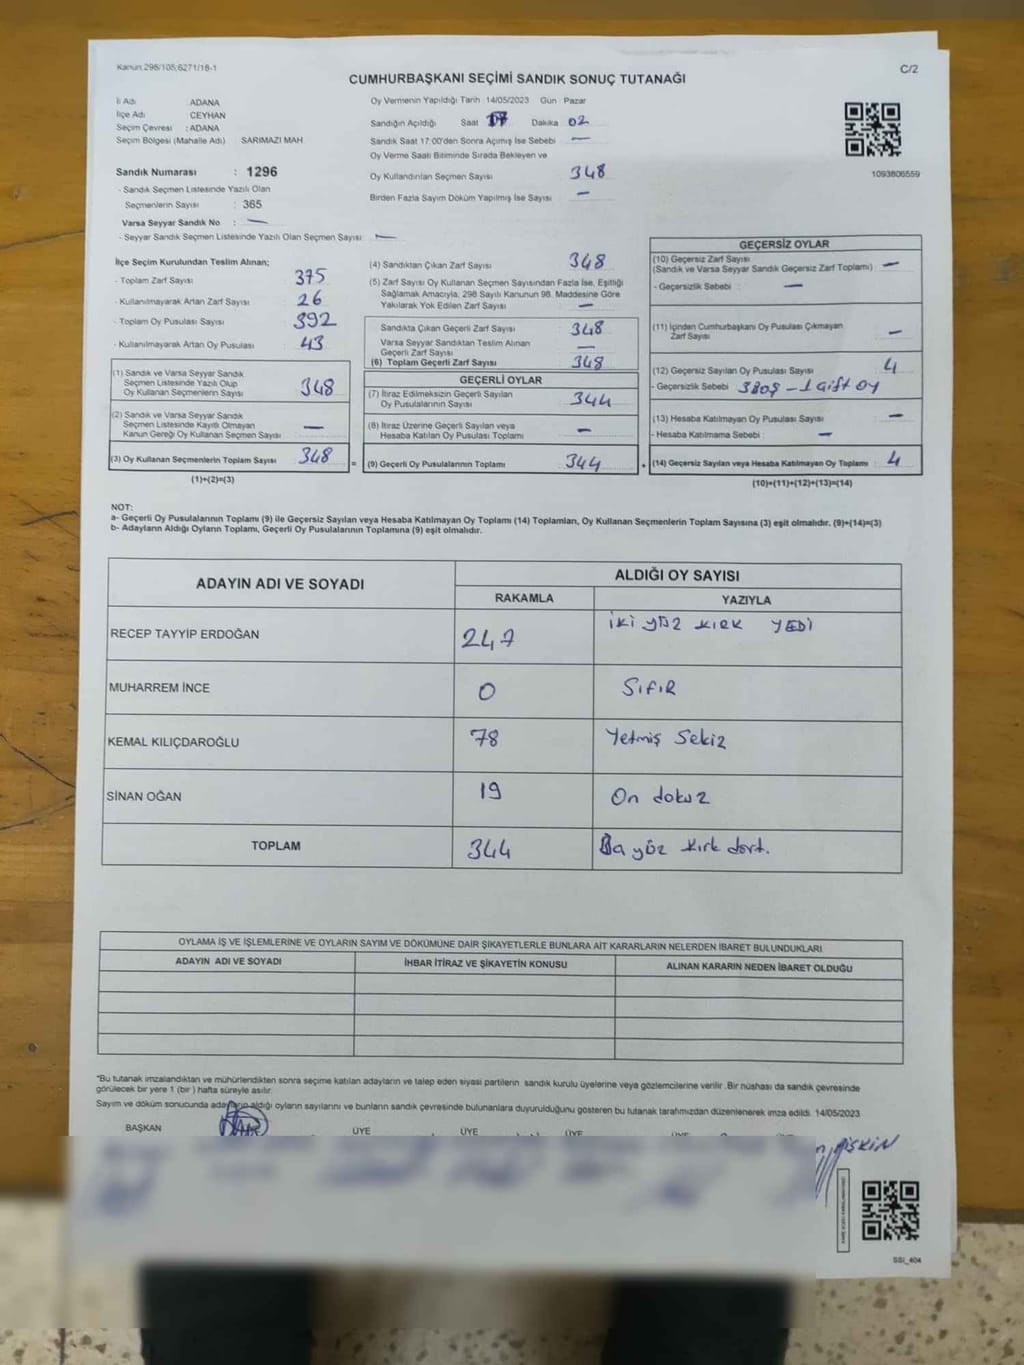 Kanun 298/105,6271/18-1
C/2
CUMHURBAŞKANI SEÇİMİ SANDIK SONUÇ TUTANAĞI
İl Adı : ADANA
İlçe Adı : CEYHAN
Seçim Çevresi : ADANA
Seçim Bölgesi (Mahalle Adı) SARIMAZI MAH
Sandık Numarası : 1296
- Sandık Seçmen Listesinde Yazılı Olan
Seçmenlerin Sayısı : 365
Varsa Seyyar Sandık No : —
- Seyyar Sandık Seçmen Listesinde Yazılı Olan Seçmen Sayısı: —
Oy Vermenin Yapıldığı Tarih 14/05/2023 Gün Pazar
Sandığın Açıldığı Saat 17 Dakika 02
Sandık Saat 17:00'den Sonra Açımış İse Sebebi —
Oy Verme Saati Bitiminde Sırada Bekleyen ve
Oy Kullandırılan Seçmen Sayısı 348
Birden Fazla Sayım Döküm Yapılmış İse Sayısı —
1093806559
İlçe Seçim Kurulundan Teslim Alınan;
- Toplam Zarf Sayısı 375
- Kullanılmayarak Artan Zarf Sayısı 26
- Toplam Oy Pusulası Sayısı 392
- Kullanılmayarak Artan Oy Pusulası 43
(1) Sandık ve Varsa Seyyar Sandık
Seçmen Listesinde Yazılı Olup
Oy Kullanan Seçmenlerin Sayısı 348
(2) Sandık ve Varsa Seyyar Sandık
Seçmen Listesinde Kayıtlı Olmayan
Kanun Gereği Oy Kullanan Seçmen Sayısı —
(3) Oy Kullanan Seçmenlerin Toplam Sayısı 348
(1)+(2)=(3)
(4) Sandıktan Çıkan Zarf Sayısı 348
(5) Zarf Sayısı Oy Kullanan Seçmen Sayısından Fazla İse, Eşitliği
Sağlamak Amacıyla, 298 Sayılı Kanunun 98. Maddesine Göre
Yakılarak Yok Edilen Zarf Sayısı —
Sandıkta Çıkan Geçerli Zarf Sayısı 348
Varsa Seyyar Sandıktan Teslim Alınan
Geçerli Zarf Sayısı —
(6) Toplam Geçerli Zarf Sayısı 348
GEÇERLİ OYLAR
(7) İtiraz Edilmeksizin Geçerli Sayılan
Oy Pusulalarının Sayısı 344
(8) İtiraz Üzerine Geçerli Sayılan veya
Hesaba Katılan Oy Pusulası Toplamı —
= (9) Geçerli Oy Pusulalarının Toplamı 344
GEÇERSİZ OYLAR
(10) Geçersiz Zarf Sayısı
(Sandık ve Varsa Seyyar Sandık Geçersiz Zarf Toplamı) —
- Geçersizlik Sebebi : —
(11) İçinden Cumhurbaşkanı Oy Pusulası Çıkmayan
Zarf Sayısı —
(12) Geçersiz Sayılan Oy Pusulası Sayısı 4
- Geçersizlik Sebebi 3 Boş - 1 Çift OY
(13) Hesaba Katılmayan Oy Pusulası Sayısı —
- Hesaba Katılmama Sebebi : —
+ (14) Geçersiz Sayılan veya Hesaba Katılmayan Oy Toplamı : 4
(10)+(11)+(12)+(13)=(14)
NOT:
a- Geçerli Oy Pusulalarının Toplamı (9) ile Geçersiz Sayılan veya Hesaba Katılmayan Oy Toplamı (14) Toplamları, Oy Kullanan Seçmenlerin Toplam Sayısına (3) eşit olmalıdır. (9)+(14)=(3)
b- Adayların Aldığı Oyların Toplamı, Geçerli Oy Pusulalarının Toplamına (9) eşit olmalıdır.
ADAYIN ADI VE SOYADI
ALDIĞI OY SAYISI
RAKAMLA YAZIYLA
RECEP TAYYİP ERDOĞAN 247 İKİ YÜZ KIRK YEDİ
MUHARREM İNCE 0 SIFIR
KEMAL KILIÇDAROĞLU 78 Yetmiş Sekiz
SİNAN OĞAN 19 On dokuz
TOPLAM 344 kırk dört.
OYLAMA İŞ VE İŞLEMLERİNE VE OYLARIN SAYIM VE DÖKÜMÜNE DAİR ŞİKAYETLERLE BUNLARA AİT KARARLARIN NELERDEN İBARET BULUNDUKLARI
ADAYIN ADI VE SOYADI İHBAR İTİRAZ VE ŞİKAYETİN KONUSU ALINAN KARARIN NEDEN İBARET OLDUĞU
*Bu tutanak imzalandıktan ve mühürlendikten sonra seçime katılan adayların ve talep eden siyasi partilerin sandık kurulu üyelerine veya gözlemcilerine verilir. Bir nüshası da sandık çevresinde
görülecek bir yere 1 (bir ) hafta süreyle asılır.
Sayım ve döküm sonucunda adayların aldığı oyların sayılarını ve bunların sandık çevresinde bulunanlara duyurulduğunu gösteren bu tutanak tarafımızdan düzenlenerek imza edildi. 14/05/2023
BAŞKAN ÜYE ÜYE ÜYE ÜYE
SSİ_404